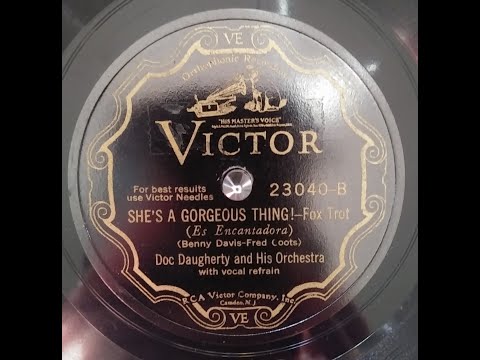 VE
Orthophonic Recording
"HIS MASTER'S VOICE"
VICTOR
For best results
use Victor Needles
23040-B
SHE'S A GORGEOUS THING!-Fox Trot
(Es Encantadora)
(Benny Davis-Fred Coots)
Doc Daugherty and His Orchestra
with vocal refrain
RCA Victor Company, Inc.
Camden, N.J.
VE